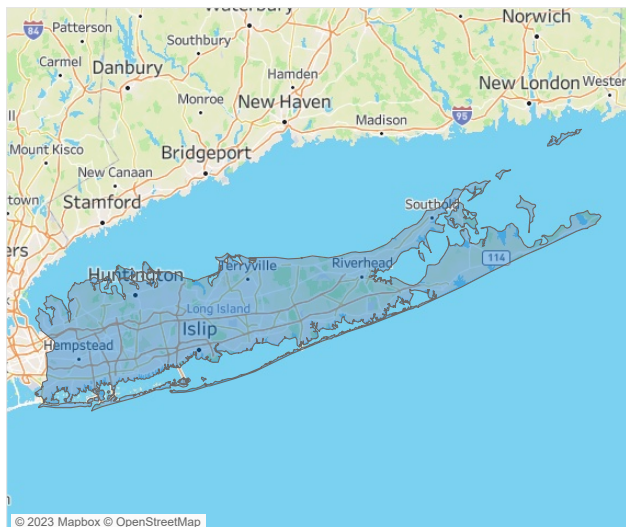 Waterbury
Norwich
84
Patterson
Southbury
Carmel
Danbury
Hamden
New London
Wester
Monroe
New Haven
95
Madison
Mount Kisco
Bridgeport
New Canaan
town
Stamford
Southold
ers
114
Huntington
Terryville
Riverhead
Long Island
Islip
Hempstead
© 2023 Mapbox © OpenStreetMap